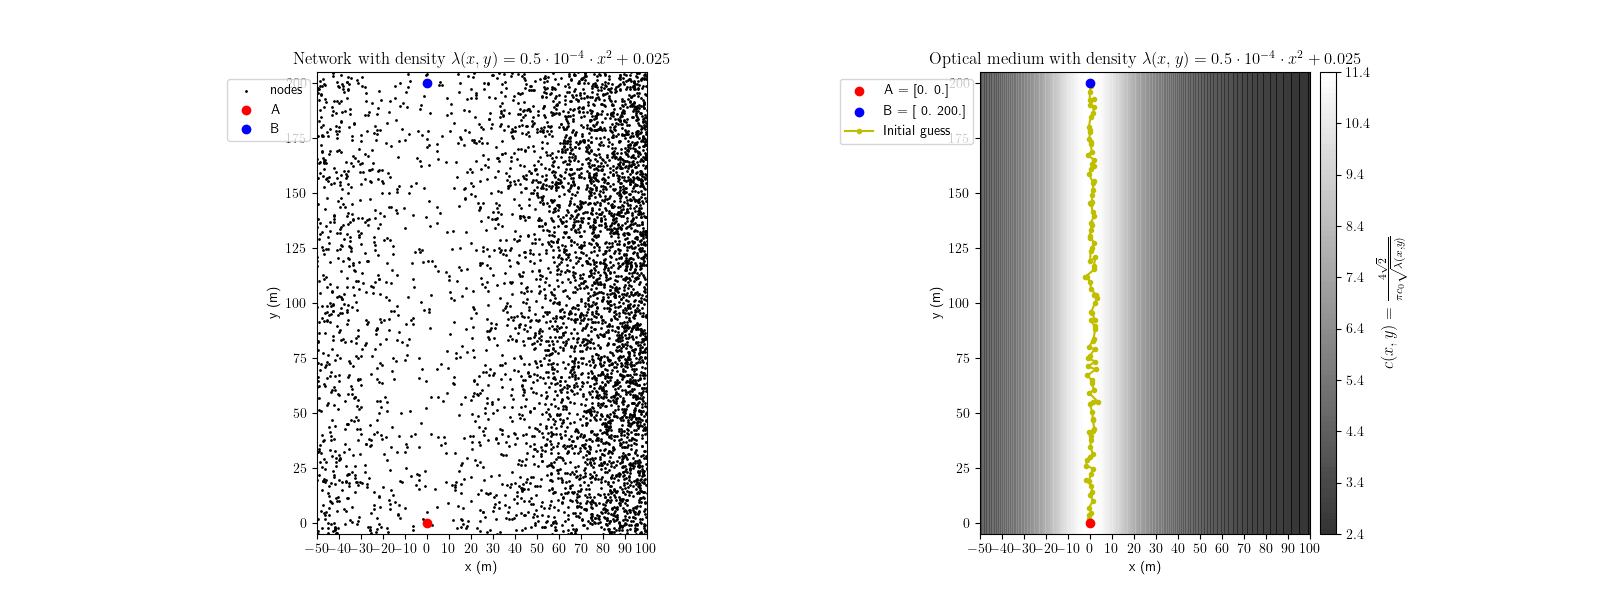 Network with density λ(x, y) = 0.5 · 10⁻⁴ · x² + 0.025
nodes
A
B
200
175
150
125
100
75
50
25
0
y (m)
−50 −40 −30 −20 −10 0 10 20 30 40 50 60 70 80 90 100
x (m)
Optical medium with density λ(x, y) = 0.5 · 10⁻⁴ · x² + 0.025
A = [0. 0.]
B = [ 0. 200.]
Initial guess
200
175
150
125
100
75
50
25
0
y (m)
−50 −40 −30 −20 −10 0 10 20 30 40 50 60 70 80 90 100
x (m)
11.4
10.4
9.4
8.4
7.4
6.4
5.4
4.4
3.4
2.4
c(x, y) = 4√2 / πc₀√λ(x,y)